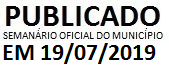 PUBLICADO
SEMANÁRIO OFICIAL DO MUNICÍPIO
EM 19/07/2019